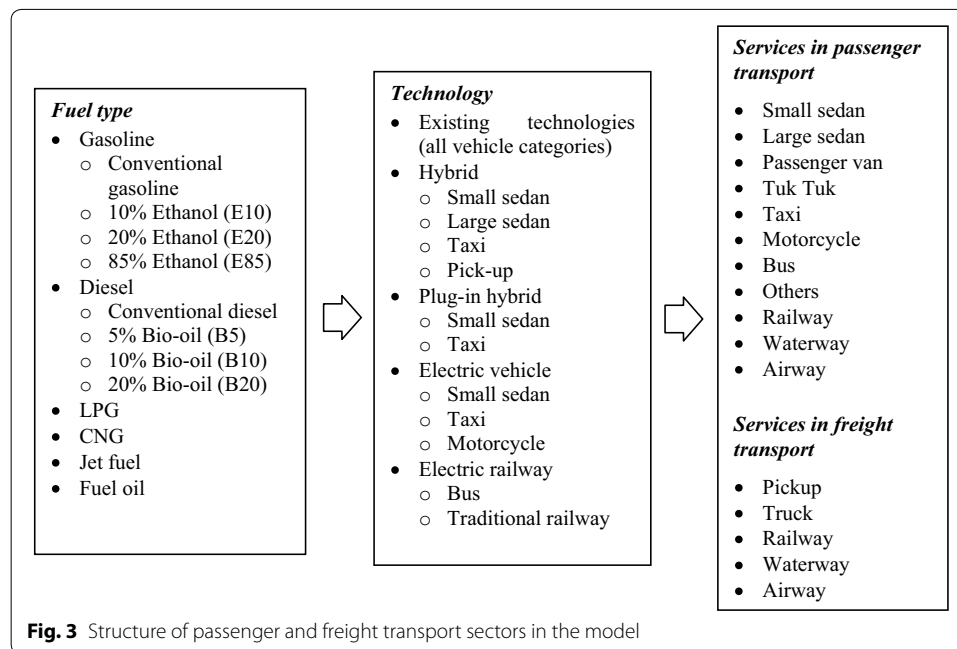 Fuel type
• Gasoline
o Conventional
gasoline
o 10% Ethanol (E10)
o 20% Ethanol (E20)
o 85% Ethanol (E85)
• Diesel
o Conventional diesel
o 5% Bio-oil (B5)
o 10% Bio-oil (B10)
o 20% Bio-oil (B20)
• LPG
• CNG
• Jet fuel
• Fuel oil
Technology
• Existing technologies
(all vehicle categories)
• Hybrid
o Small sedan
o Large sedan
o Taxi
o Pick-up
• Plug-in hybrid
o Small sedan
o Taxi
• Electric vehicle
o Small sedan
o Taxi
o Motorcycle
• Electric railway
o Bus
o Traditional railway
Services in passenger
transport
• Small sedan
• Large sedan
• Passenger van
• Tuk Tuk
• Taxi
• Motorcycle
• Bus
• Others
• Railway
• Waterway
• Airway
Services in freight
transport
• Pickup
• Truck
• Railway
• Waterway
• Airway
Fig. 3 Structure of passenger and freight transport sectors in the model